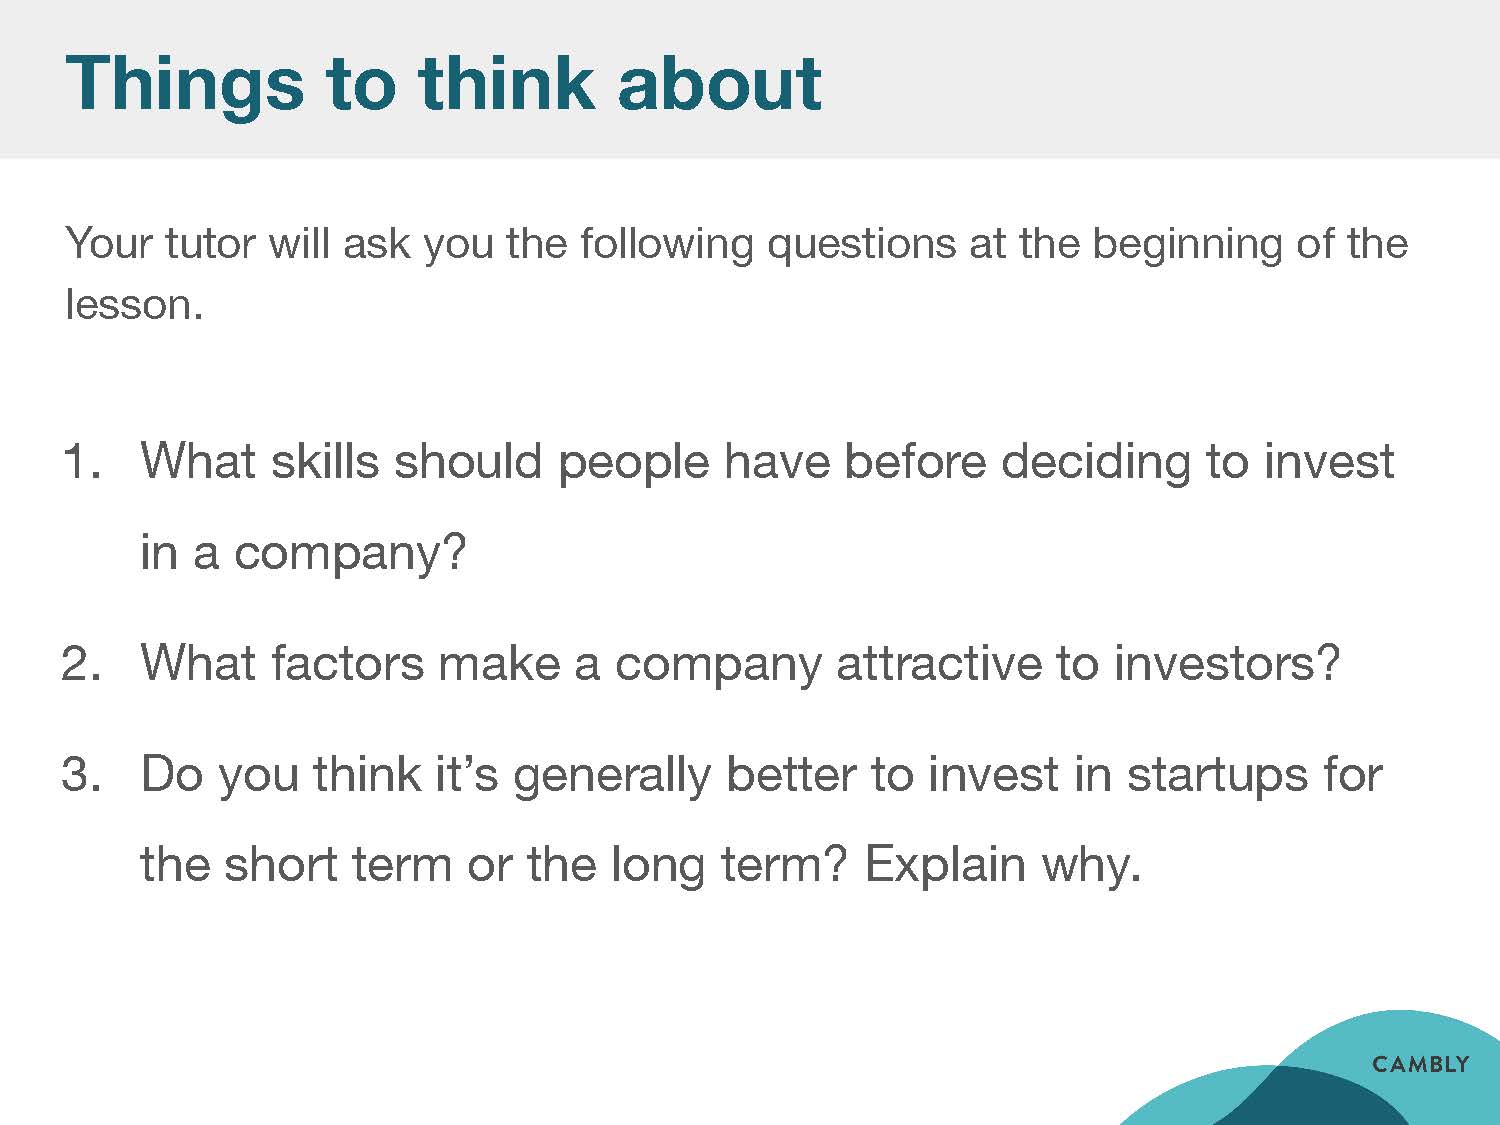 Things to think about
Your tutor will ask you the following questions at the beginning of the
lesson.
1. What skills should people have before deciding to invest
in a company?
2. What factors make a company attractive to investors?
3. Do you think it’s generally better to invest in startups for
the short term or the long term? Explain why.
CAMBLY